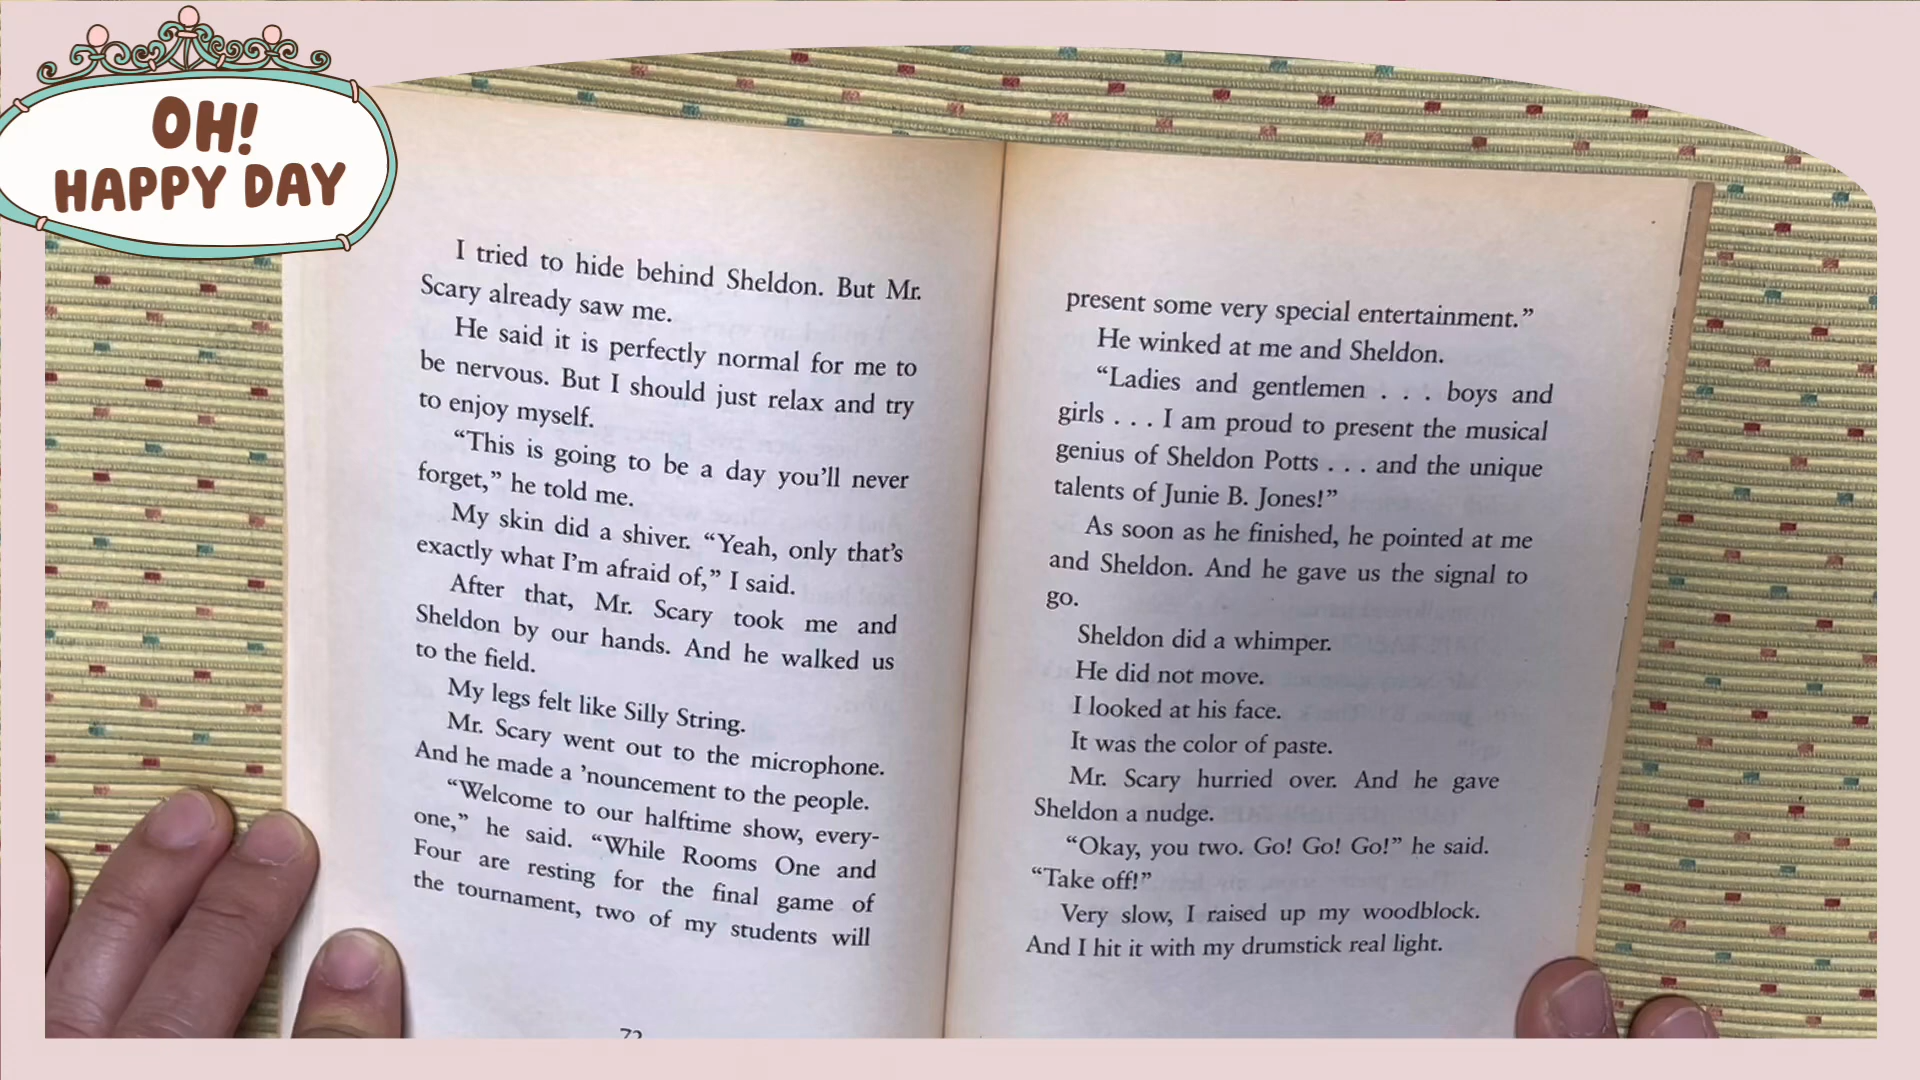 OH!
HAPPY DAY
I tried to hide behind Sheldon. But Mr.
Scary already saw me.
He said it is perfectly normal for me to
be nervous. But I should just relax and try
to enjoy myself.
“This is going to be a day you’ll never
forget,” he told me.
My skin did a shiver. “Yeah, only that’s
exactly what I’m afraid of,” I said.
After that, Mr. Scary took me and
Sheldon by our hands. And he walked us
to the field.
My legs felt like Silly String.
Mr. Scary went out to the microphone.
And he made a ’nouncement to the people.
“Welcome to our halftime show, every-
one,” he said. “While Rooms One and
Four are resting for the final game of
the tournament, two of my students will
present some very special entertainment.”
He winked at me and Sheldon.
“Ladies and gentlemen . . . boys and
girls . . . I am proud to present the musical
genius of Sheldon Potts . . . and the unique
talents of Junie B. Jones!”
As soon as he finished, he pointed at me
and Sheldon. And he gave us the signal to
go.
Sheldon did a whimper.
He did not move.
I looked at his face.
It was the color of paste.
Mr. Scary hurried over. And he gave
Sheldon a nudge.
“Okay, you two. Go! Go! Go!” he said.
“Take off!”
Very slow, I raised up my woodblock.
And I hit it with my drumstick real light.